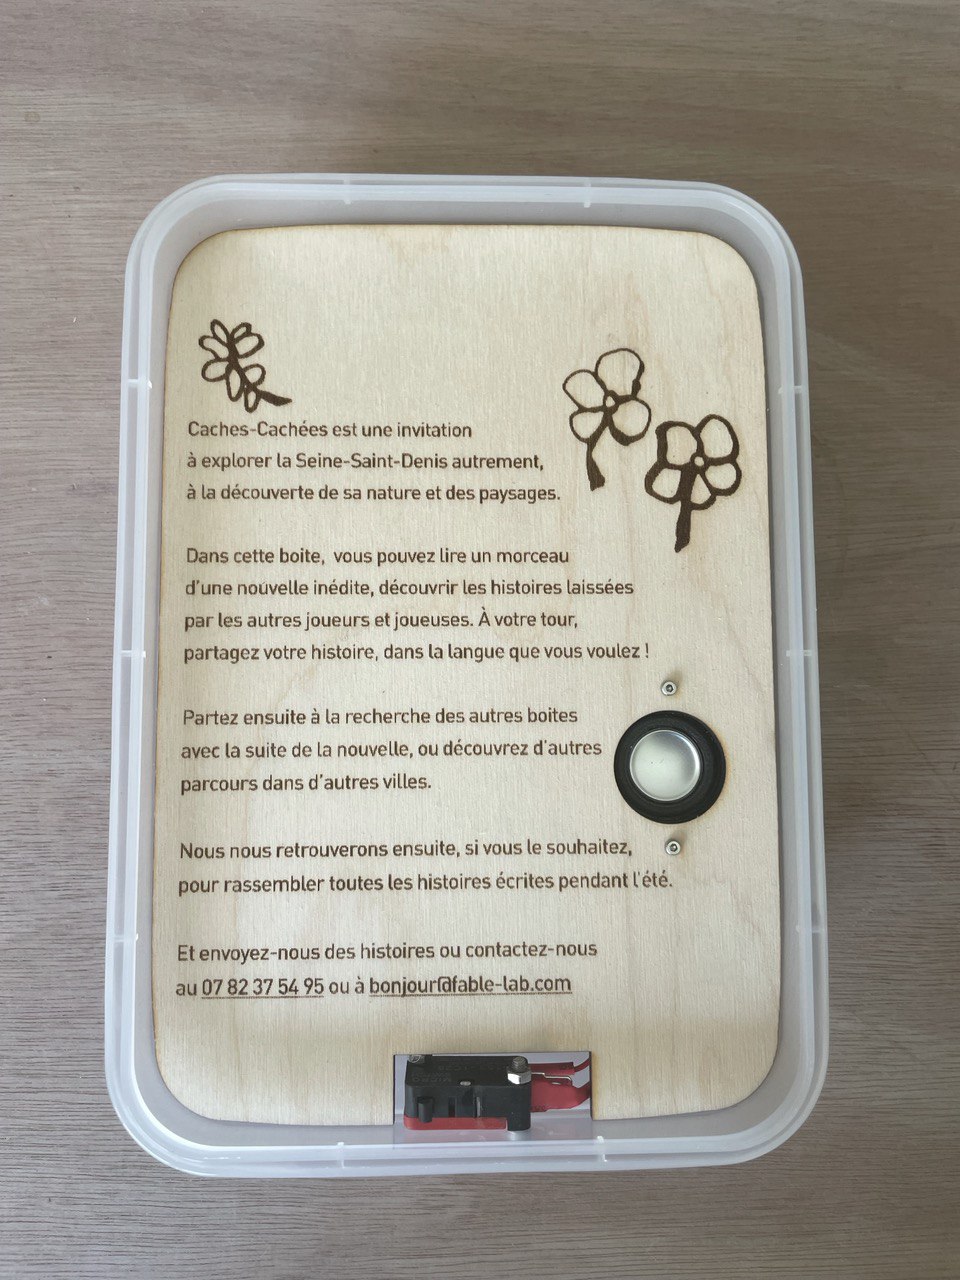 Caches-Cachées est une invitation
à explorer la Seine-Saint-Denis autrement,
à la découverte de sa nature et des paysages.
Dans cette boite, vous pouvez lire un morceau
d'une nouvelle inédite, découvrir les histoires laissées
par les autres joueurs et joueuses. À votre tour,
partagez votre histoire, dans la langue que vous voulez !
Partez ensuite à la recherche des autres boites
avec la suite de la nouvelle, ou découvrez d'autres
parcours dans d'autres villes.
Nous nous retrouverons ensuite, si vous le souhaitez,
pour rassembler toutes les histoires écrites pendant l'été.
Et envoyez-nous des histoires ou contactez-nous
au 07 82 37 54 95 ou à bonjour@fable-lab.com